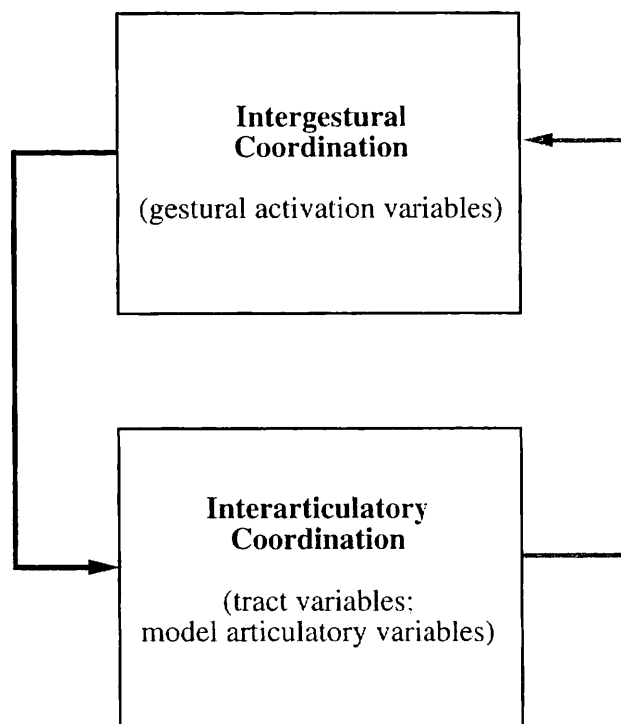 Intergestural
Coordination
(gestural activation variables)
Interarticulatory
Coordination
(tract variables:
model articulatory variables)